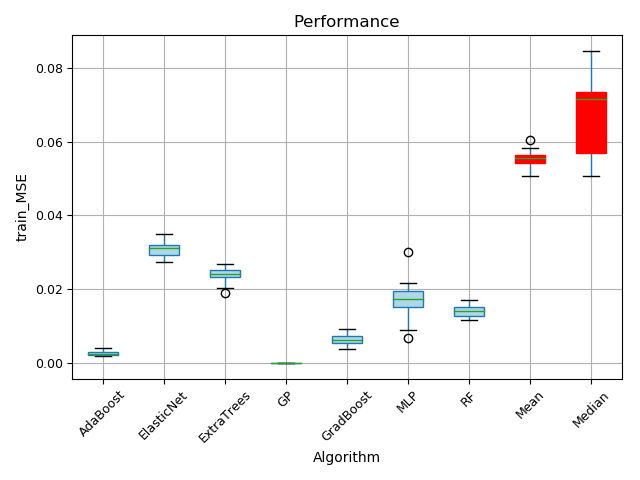 Performance
train_MSE
0.08
0.06
0.04
0.02
0.00
AdaBoost
ElasticNet
ExtraTrees
GP
GradBoost
MLP
RF
Mean
Median
Algorithm